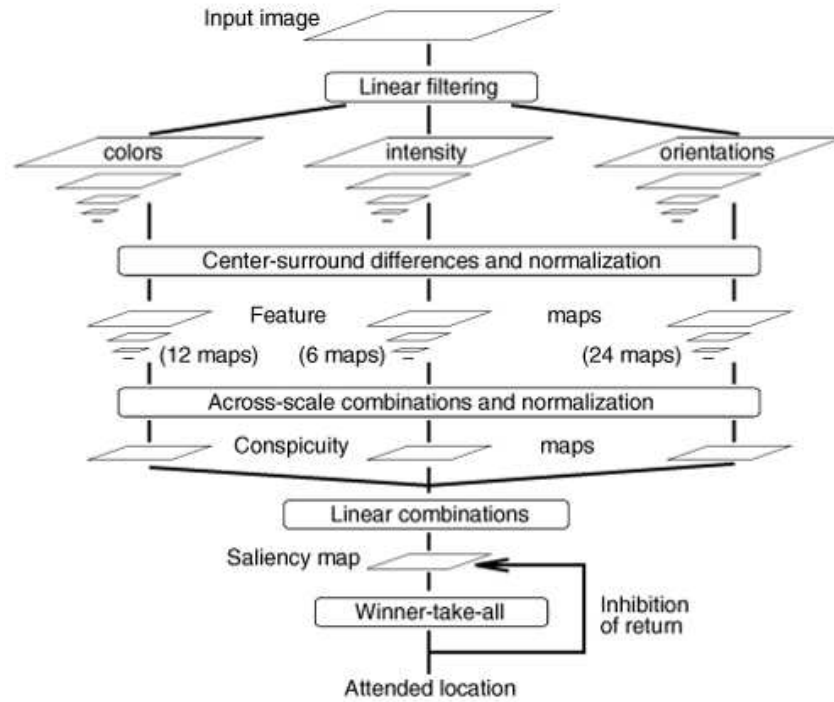 Input image
Linear filtering
colors
intensity
orientations
Center-surround differences and normalization
Feature maps
(12 maps)
(6 maps)
(24 maps)
Across-scale combinations and normalization
Conspicuity maps
Linear combinations
Saliency map
Winner-take-all
Inhibition
of return
Attended location